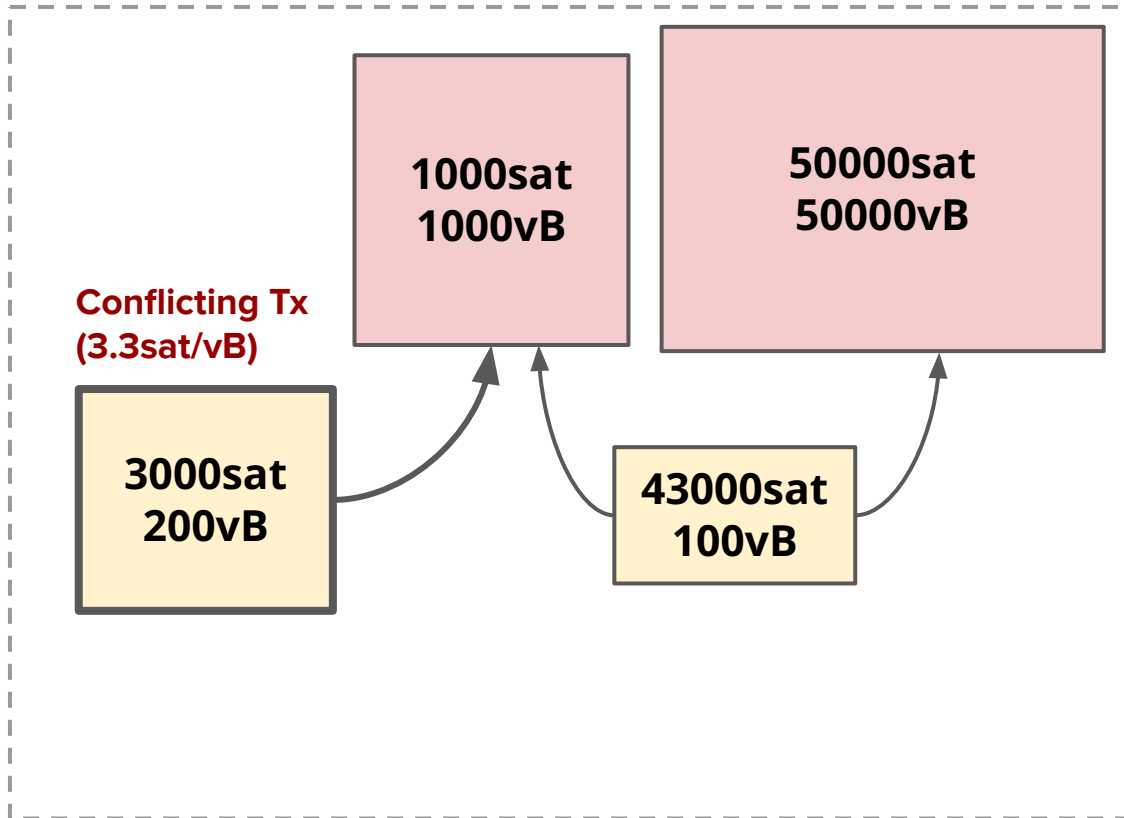 1000sat
1000vB
50000sat
50000vB
Conflicting Tx
(3.3sat/vB)
3000sat
200vB
43000sat
100vB